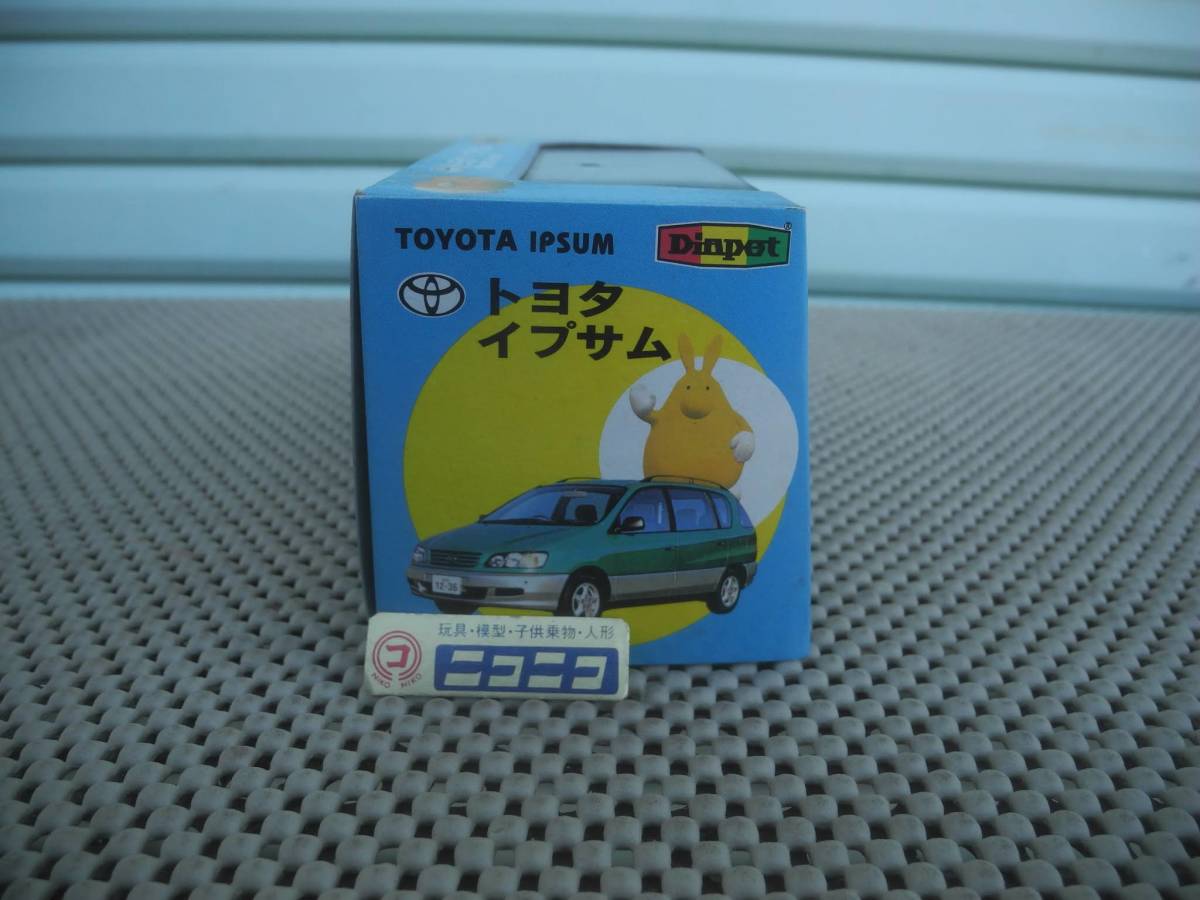 TOYOTA IPSUM
Diapet®
トヨタ
イプサム
12-36
玩具・模型・子供乗物・人形
コ ニコニコ
NIKO NIKO